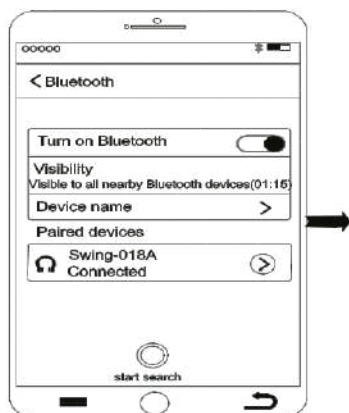 ooooo
< Bluetooth
Turn on Bluetooth
Visibility
Visible to all nearby Bluetooth devices(01:15)
Device name >
Paired devices
Swing-018A
Connected
start search